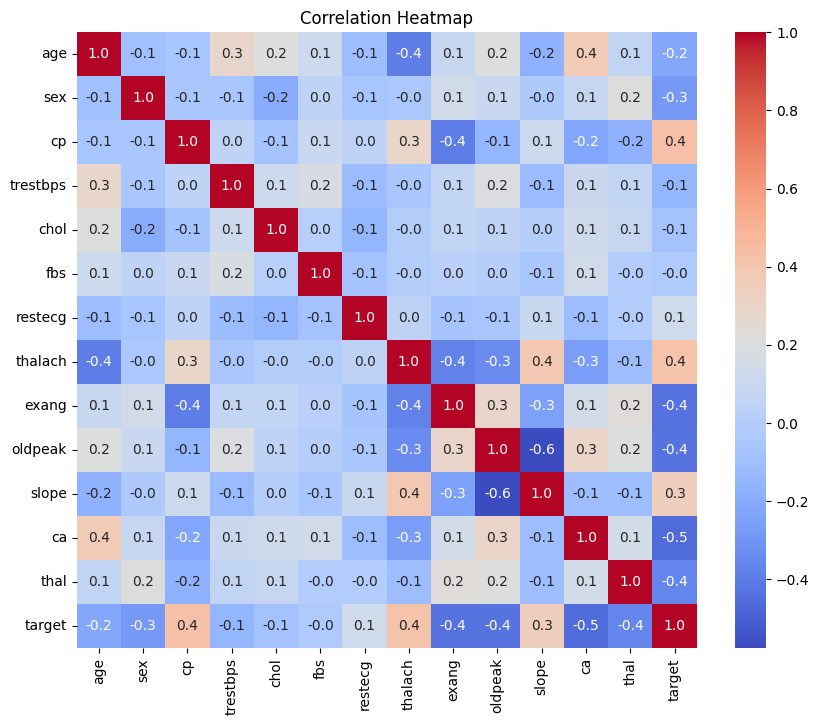 Correlation Heatmap
age 1.0 -0.1 -0.1 0.3 0.2 0.1 -0.1 -0.4 0.1 0.2 -0.2 0.4 0.1 -0.2
sex -0.1 1.0 -0.1 -0.1 -0.2 0.0 -0.1 -0.0 0.1 0.1 -0.0 0.1 0.2 -0.3
cp -0.1 -0.1 1.0 0.0 -0.1 0.1 0.0 0.3 -0.4 -0.1 0.1 -0.2 -0.2 0.4
trestbps 0.3 -0.1 0.0 1.0 0.1 0.2 -0.1 -0.0 0.1 0.2 -0.1 0.1 0.1 -0.1
chol 0.2 -0.2 -0.1 0.1 1.0 0.0 -0.1 -0.0 0.1 0.1 0.0 0.1 0.1 -0.1
fbs 0.1 0.0 0.1 0.2 0.0 1.0 -0.1 -0.0 0.0 0.0 -0.1 0.1 -0.0 -0.0
restecg -0.1 -0.1 0.0 -0.1 -0.1 -0.1 1.0 0.0 -0.1 -0.1 0.1 -0.1 -0.0 0.1
thalach -0.4 -0.0 0.3 -0.0 -0.0 -0.0 0.0 1.0 -0.4 -0.3 0.4 -0.3 -0.1 0.4
exang 0.1 0.1 -0.4 0.1 0.1 0.0 -0.1 -0.4 1.0 0.3 -0.3 0.1 0.2 -0.4
oldpeak 0.2 0.1 -0.1 0.2 0.1 0.0 -0.1 -0.3 0.3 1.0 -0.6 0.3 0.2 -0.4
slope -0.2 -0.0 0.1 -0.1 0.0 -0.1 0.1 0.4 -0.3 -0.6 1.0 -0.1 -0.1 0.3
ca 0.4 0.1 -0.2 0.1 0.1 0.1 -0.1 -0.3 0.1 0.3 -0.1 1.0 0.1 -0.5
thal 0.1 0.2 -0.2 0.1 0.1 -0.0 -0.0 -0.1 0.2 0.2 -0.1 0.1 1.0 -0.4
target -0.2 -0.3 0.4 -0.1 -0.1 -0.0 0.1 0.4 -0.4 -0.4 0.3 -0.5 -0.4 1.0
age sex cp trestbps chol fbs restecg thalach exang oldpeak slope ca thal target
1.0
0.8
0.6
0.4
0.2
0.0
−0.2
−0.4